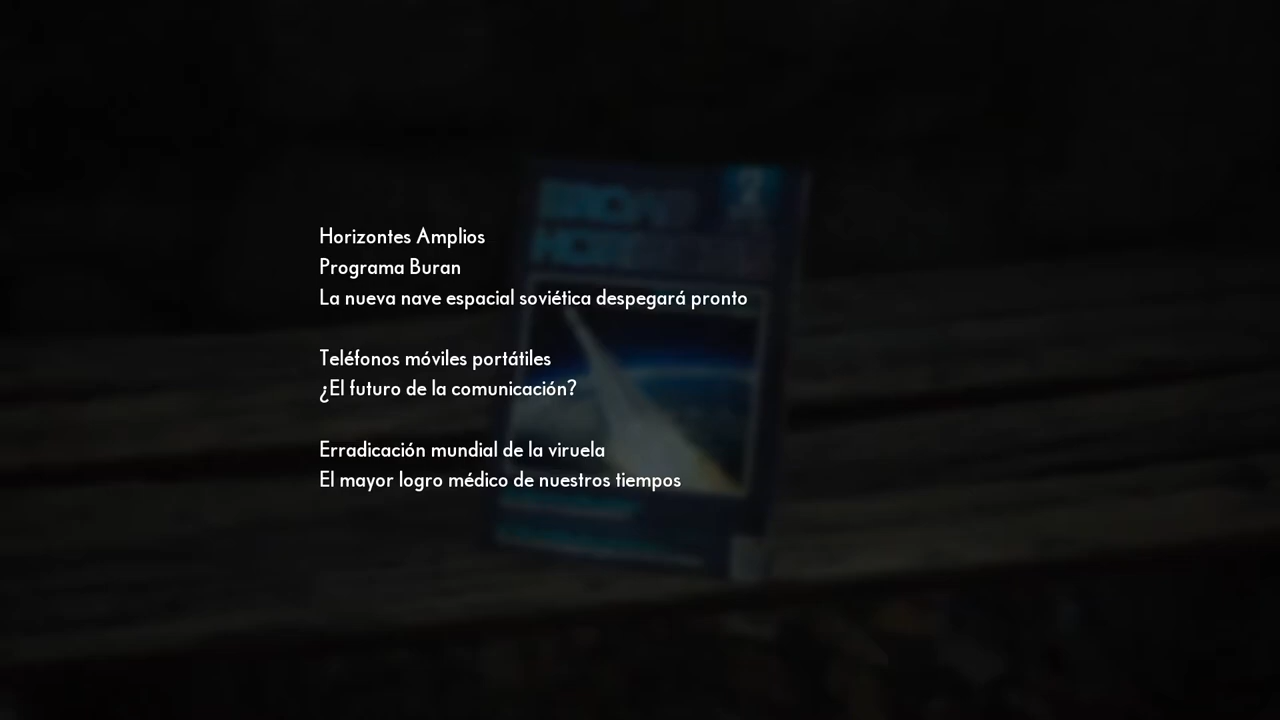 Horizontes Amplios
Programa Buran
La nueva nave espacial soviética despegará pronto
Teléfonos móviles portátiles
¿El futuro de la comunicación?
Erradicación mundial de la viruela
El mayor logro médico de nuestros tiempos